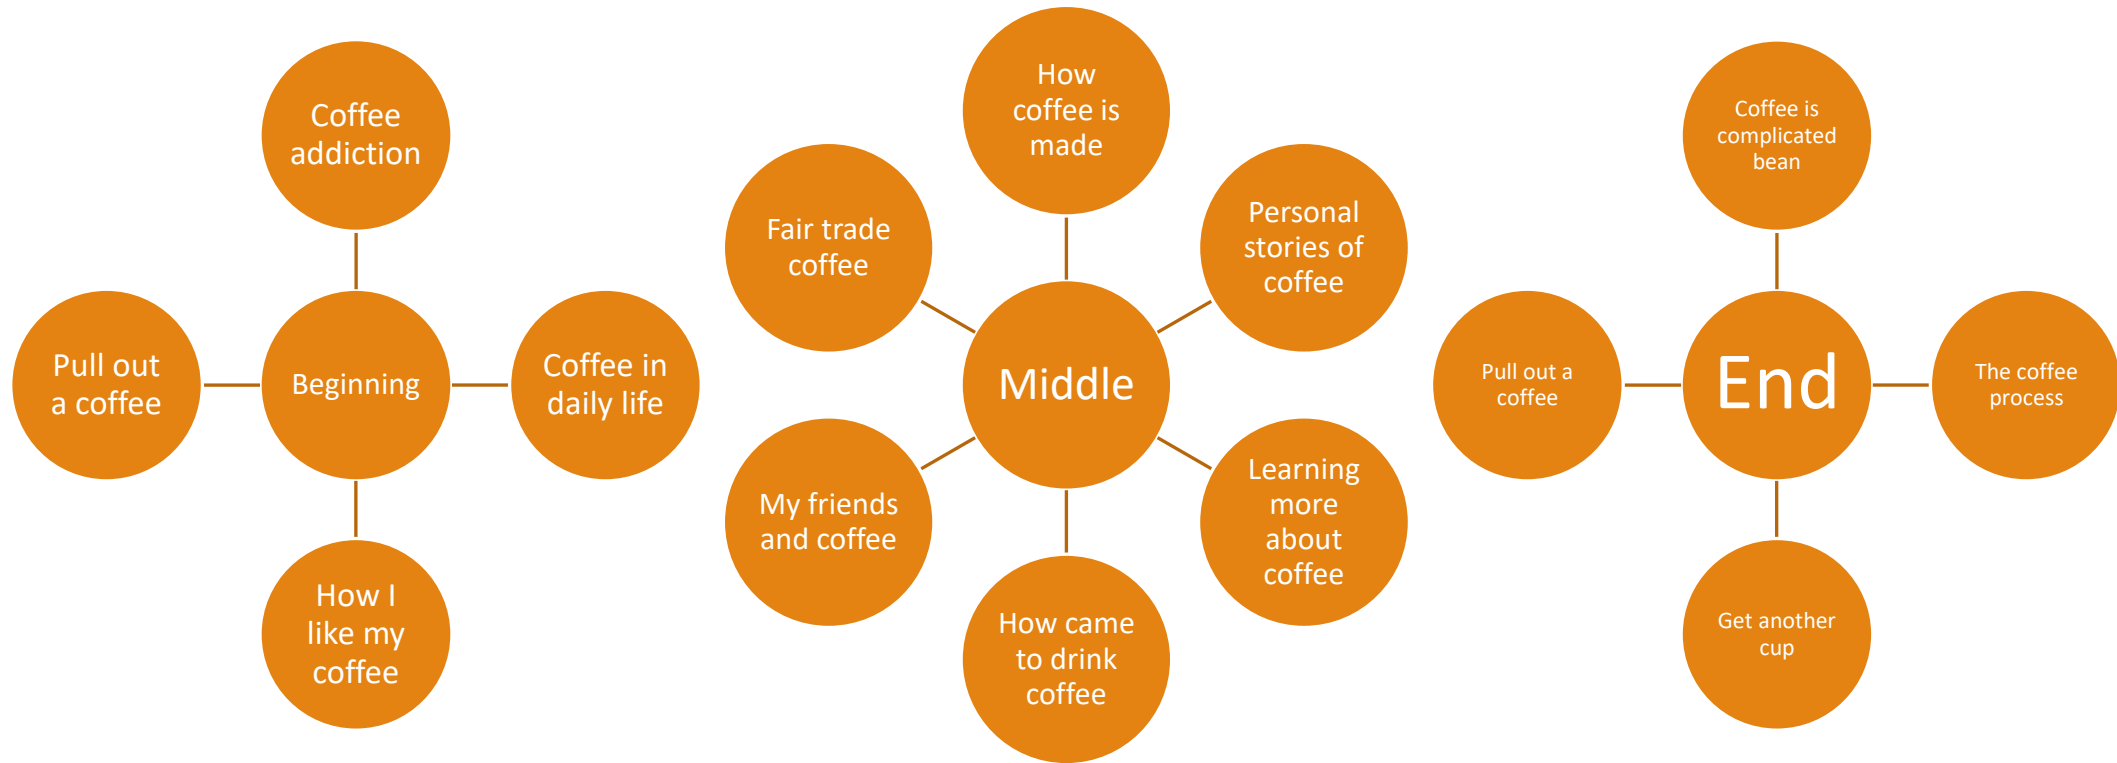 Coffee
addiction
Pull out
a coffee
Beginning
Coffee in
daily life
How I
like my
coffee
How
coffee is
made
Fair trade
coffee
Personal
stories of
coffee
Middle
My friends
and coffee
Learning
more
about
coffee
How came
to drink
coffee
Coffee is
complicated
bean
Pull out a
coffee
End
The coffee
process
Get another
cup